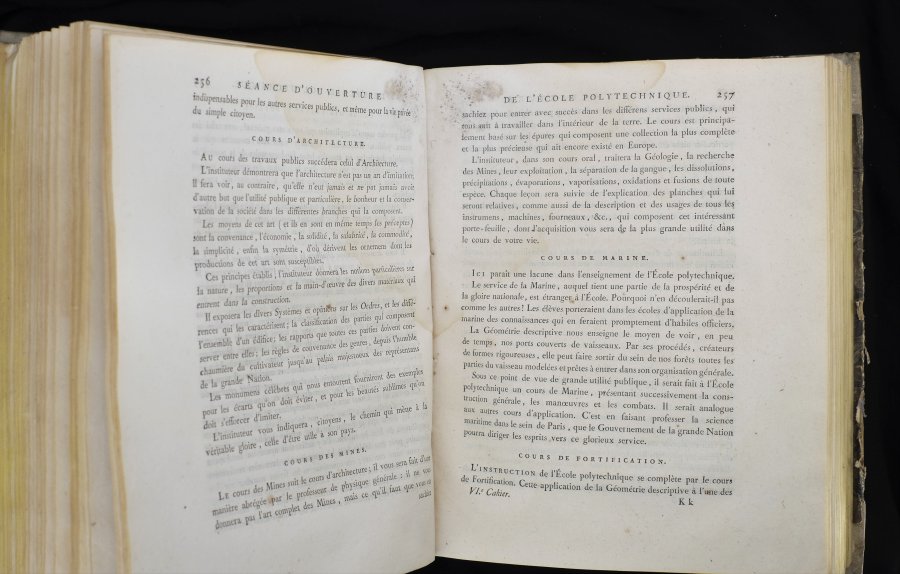 256 SÉANCE D'OUVERTURE
indispensables pour les autres services publics, et même pour la vie privée
du simple citoyen.
COURS D'ARCHITECTURE.
AU cours des travaux publics succédera celui d'Architecture.
L'instituteur démontrera que l'architecture n'est pas un art d'imitation;
il sera voir, au contraire, qu'elle n'eut jamais et ne put jamais avoir
d'autre but que l'utilité publique et particulière, le bonheur et la conser-
vation de la société dans les différentes branches qui la composent.
Les moyens de cet art (et ils en sont en même temps les préceptes)
sont la convenance, l'économie, la solidité, la salubrité, la commodité,
la simplicité, enfin la symétrie, d'où dérivent les ornemens dont les
productions de cet art sont susceptibles.
Ces principes établis, l'instituteur donnera les notions particulières sur
la nature, les proportions et la main-d'œuvre des divers matériaux qui
entrent dans la construction.
Il exposera les divers Systèmes et opinions sur les Ordres, et les diffé-
rences qui les caractérisent; la classification des parties qui composent
l'ensemble d'un édifice; les rapports que toutes ces parties doivent con-
server entre elles; les règles de convenance des genres, depuis l'humble
chaumière du cultivateur jusqu'au palais majestueux des représentans
de la grande Nation.
Les monumens célèbres qui nous entourent fourniront des exemples
pour les écarts qu'on doit éviter, et pour les beautés sublimes qu'on
doit s'efforcer d'imiter.
L'instituteur vous indiquera, citoyens, le chemin qui mène à la
véritable gloire, celle d'être utile à son pays.
COURS DES MINES.
LE cours des Mines suit le cours d'architecture; il vous sera fait d'une
manière abrégée par le professeur de physique générale: il ne vous
donnera pas l'art complet des Mines, mais ce qu'il faut que vous en
sachiez
DE L'ÉCOLE POLYTECHNIQUE. 257
sachiez pour entrer avec succès dans les différens services publics, qui
tous ont à travailler dans l'intérieur de la terre. Le cours est principa-
lement basé sur les épures qui composent une collection la plus complète
et la plus précieuse qui ait encore existé en Europe.
L'instituteur, dans son cours oral, traitera la Géologie, la recherche
des Mines, leur exploitation, la séparation de la gangue, les dissolutions,
précipitations, évaporations, vaporisations, oxidations et fusions de toute
espèce. Chaque leçon sera suivie de l'explication des planches qui lui
seront relatives, comme aussi de la description et des usages de tous les
instrumens, machines, fourneaux, &c., qui composent cet intéressant
porte-feuille, dont l'acquisition vous sera de la plus grande utilité dans
le cours de votre vie.
COURS DE MARINE.
ICI paraît une lacune dans l'enseignement de l'École polytechnique.
Le service de la Marine, auquel tient une partie de la prospérité et de
la gloire nationale, est étranger à l'École. Pourquoi n'en découlerait-il pas
comme les autres! Les élèves porteraient dans les écoles d'application de la
marine des connaissances qui en feraient promptement d'habiles officiers.
La Géométrie descriptive nous enseigne le moyen de voir, en peu
de temps, nos ports couverts de vaisseaux. Par ses procédés, créateurs
de formes rigoureuses, elle peut faire sortir du sein de nos forêts toutes les
parties du vaisseau modelées et prêtes à entrer dans son organisation générale.
Sous ce point de vue de grande utilité publique, il serait fait à l'École
polytechnique un cours de Marine, présentant successivement la cons-
truction générale, les manœuvres et les combats. Il serait analogue
aux autres cours d'application. C'est en faisant professer la science
maritime dans le sein de Paris, que le Gouvernement de la grande Nation
pourra diriger les esprits vers ce glorieux service.
COURS DE FORTIFICATION.
L'INSTRUCTION de l'École polytechnique se complète par le cours
de Fortification. Cette application de la Géométrie descriptive à l'une des
VI.e Cahier. K k